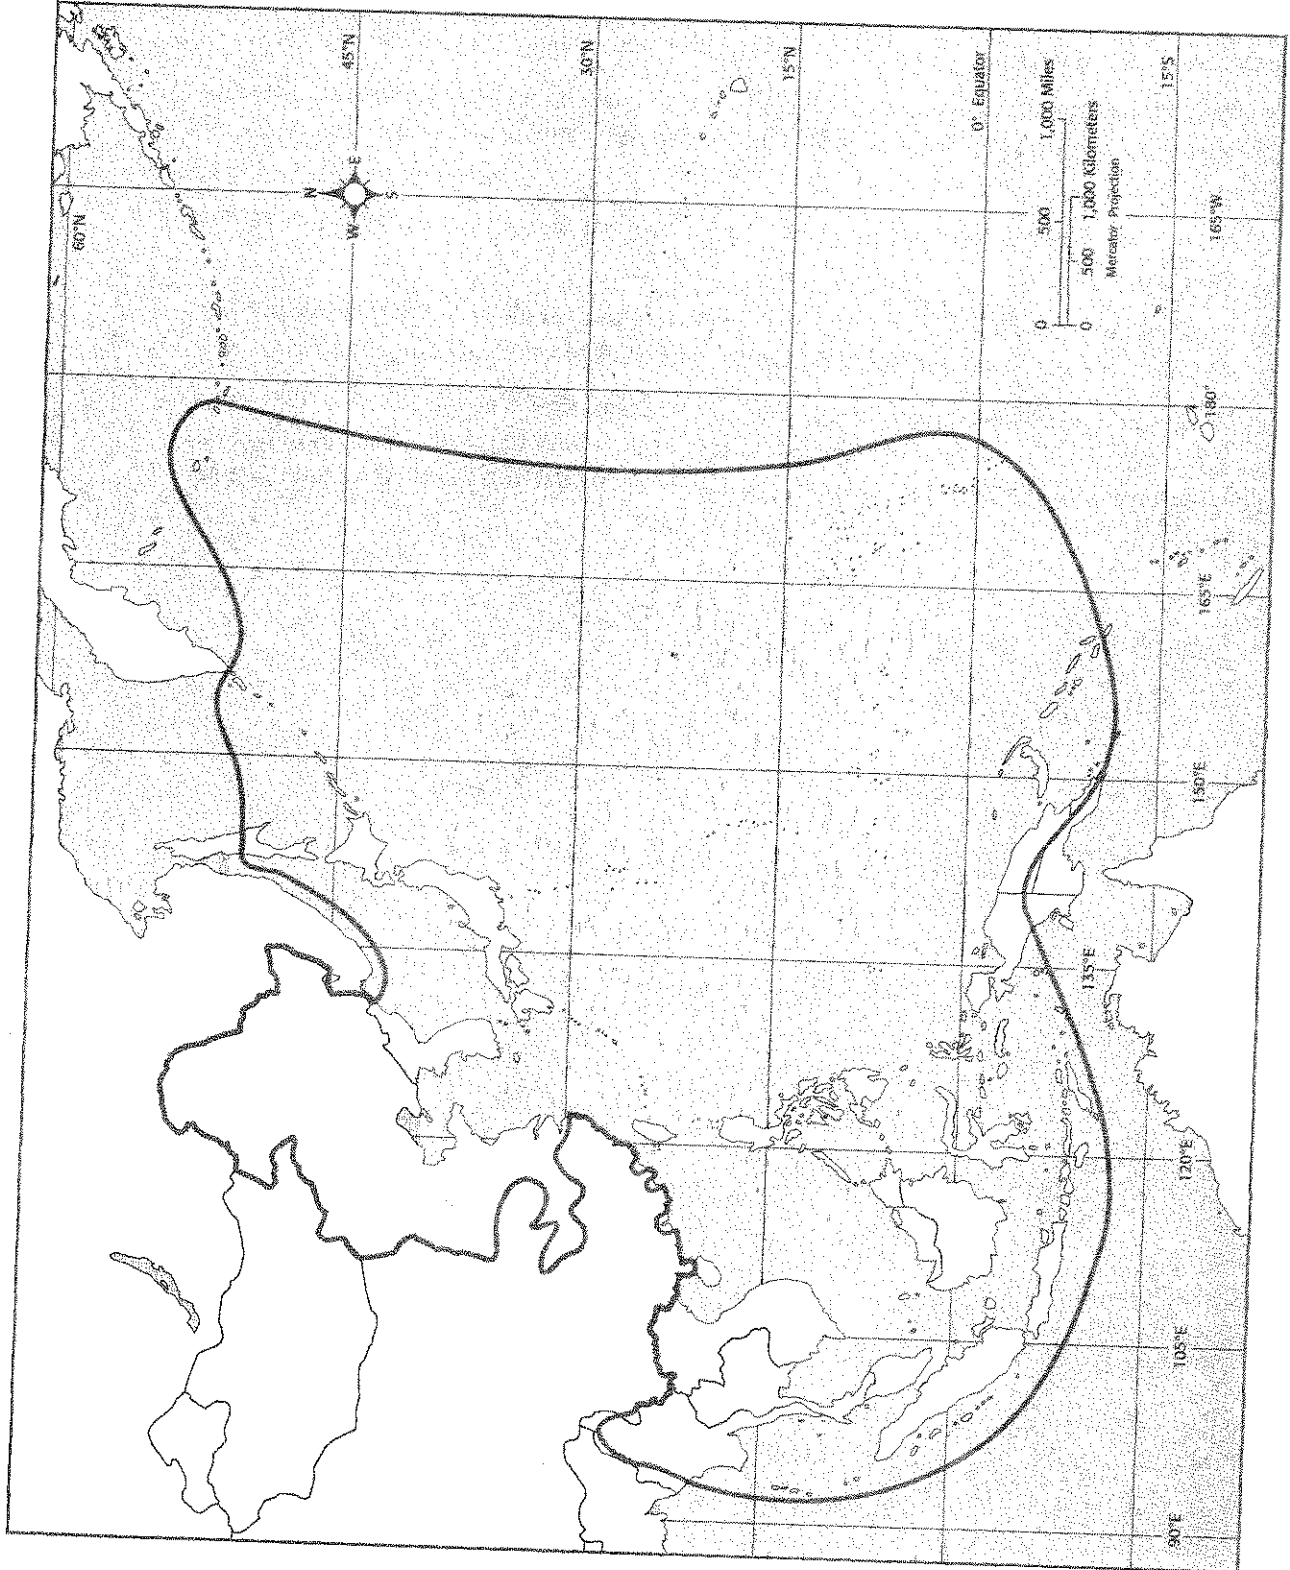 60°N
45°N
30°N
15°N
0° Equator
15°S
N
W
E
S
0 500 1,000 Miles
0 500 1,000 Kilometers
Mercator Projection
90°E
105°E
120°E
135°E
150°E
165°E
180°
165°W